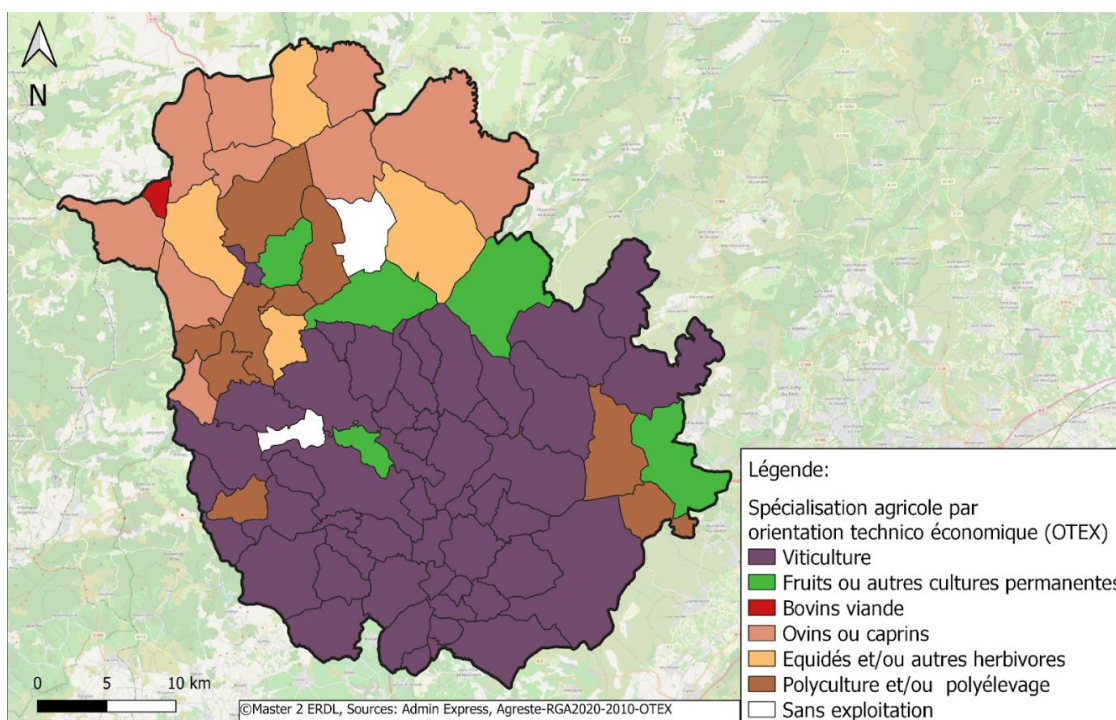 N
Légende:
Spécialisation agricole par
orientation technico économique (OTEX)
Viticulture
Fruits ou autres cultures permanentes
Bovins viande
Ovins ou caprins
Equidés et/ou autres herbivores
Polyculture et/ou polyélevage
Sans exploitation
0 5 10 km
©Master 2 ERDL, Sources: Admin Express, Agreste-RGA2020-2010-OTEX